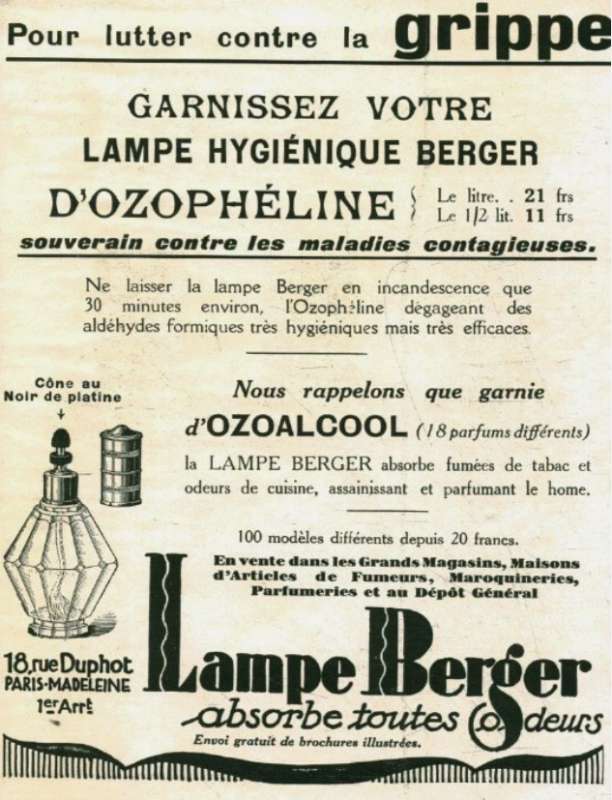 Pour lutter contre la grippe
GARNISSEZ VOTRE
LAMPE HYGIÉNIQUE BERGER
D'OZOPHÉLINE { Le litre. . 21 frs
Le 1/2 lit. 11 frs
souverain contre les maladies contagieuses.
Ne laisser la lampe Berger en incandescence que
30 minutes environ, l'Ozophéline dégageant des
aldéhydes formiques très hygiéniques mais très efficaces.
Cône au
Noir de platine
Nous rappelons que garnie
d'OZOALCOOL (18 parfums différents)
la LAMPE BERGER absorbe fumées de tabac et
odeurs de cuisine, assainissant et parfumant le home.
100 modèles différents depuis 20 francs.
En vente dans les Grands Magasins, Maisons
d'Articles de Fumeurs, Maroquineries,
Parfumeries et au Dépôt Général
18, rue Duphot
PARIS-MADELEINE
1er Arrt
Lampe Berger
absorbe toutes odeurs
Envoi gratuit de brochures illustrées.